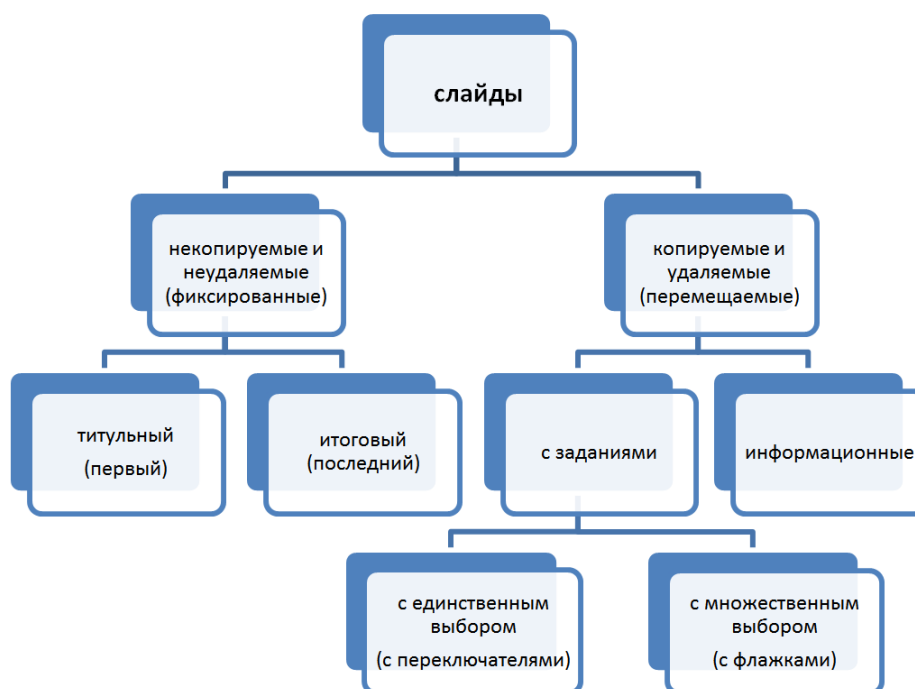 слайды
некопируемые и
неудаляемые
(фиксированные)
копируемые и
удаляемые
(перемещаемые)
титульный
(первый)
итоговый
(последний)
с заданиями
информационные
с единственным
выбором
(с переключателями)
с множественным
выбором
(с флажками)